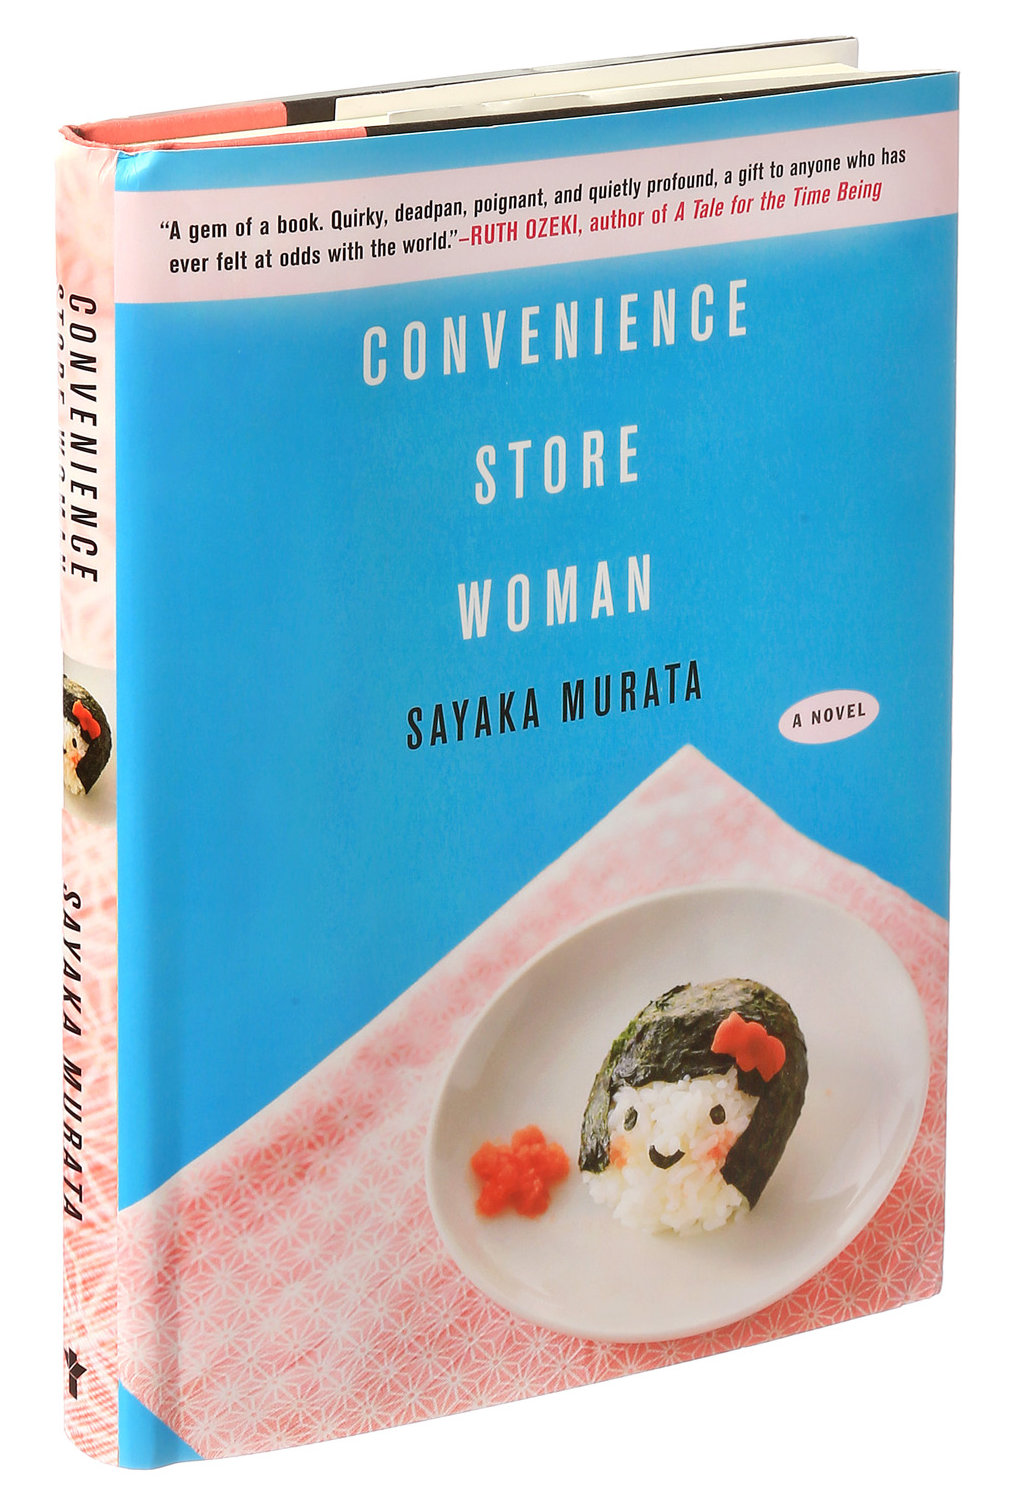 “A gem of a book. Quirky, deadpan, poignant, and quietly profound, a gift to anyone who has
ever felt at odds with the world.”–RUTH OZEKI, author of A Tale for the Time Being
CONVENIENCE
STORE
WOMAN
SAYAKA MURATA
A NOVEL
CONVENIENCE
STORE WOMAN
SAYAKA MURATA